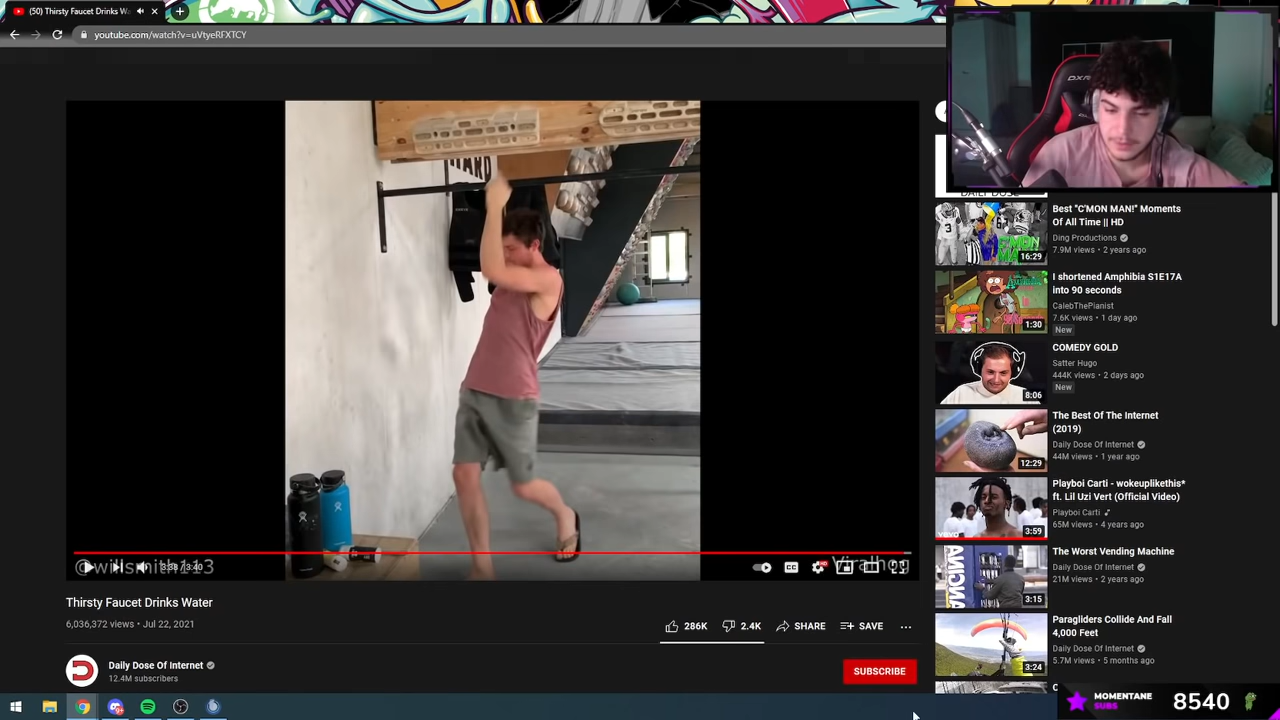 (50) Thirsty Faucet Drinks Wa
youtube.com/watch?v=uVtyeRFXTCY
HARD
@willsmith1113
Viralhog
Thirsty Faucet Drinks Water
6,036,372 views • Jul 22, 2021
286K
2.4K
SHARE
SAVE
Daily Dose Of Internet
12.4M subscribers
SUBSCRIBE
DXR
Best "C'MON MAN!" Moments
Of All Time || HD
Ding Productions
7.9M views • 2 years ago
16:29
I shortened Amphibia S1E17A
into 90 seconds
CalebThePianist
7.6K views • 1 day ago
New
1:30
COMEDY GOLD
Satter Hugo
444K views • 2 days ago
New
8:06
The Best Of The Internet
(2019)
Daily Dose Of Internet
44M views • 1 year ago
12:29
Playboi Carti - wokeuplikethis*
ft. Lil Uzi Vert (Official Video)
Playboi Carti
65M views • 4 years ago
3:59
The Worst Vending Machine
Daily Dose Of Internet
21M views • 2 years ago
3:15
Paragliders Collide And Fall
4,000 Feet
Daily Dose Of Internet
5.7M views • 5 months ago
3:24
MOMENTANE
SUBS
8540